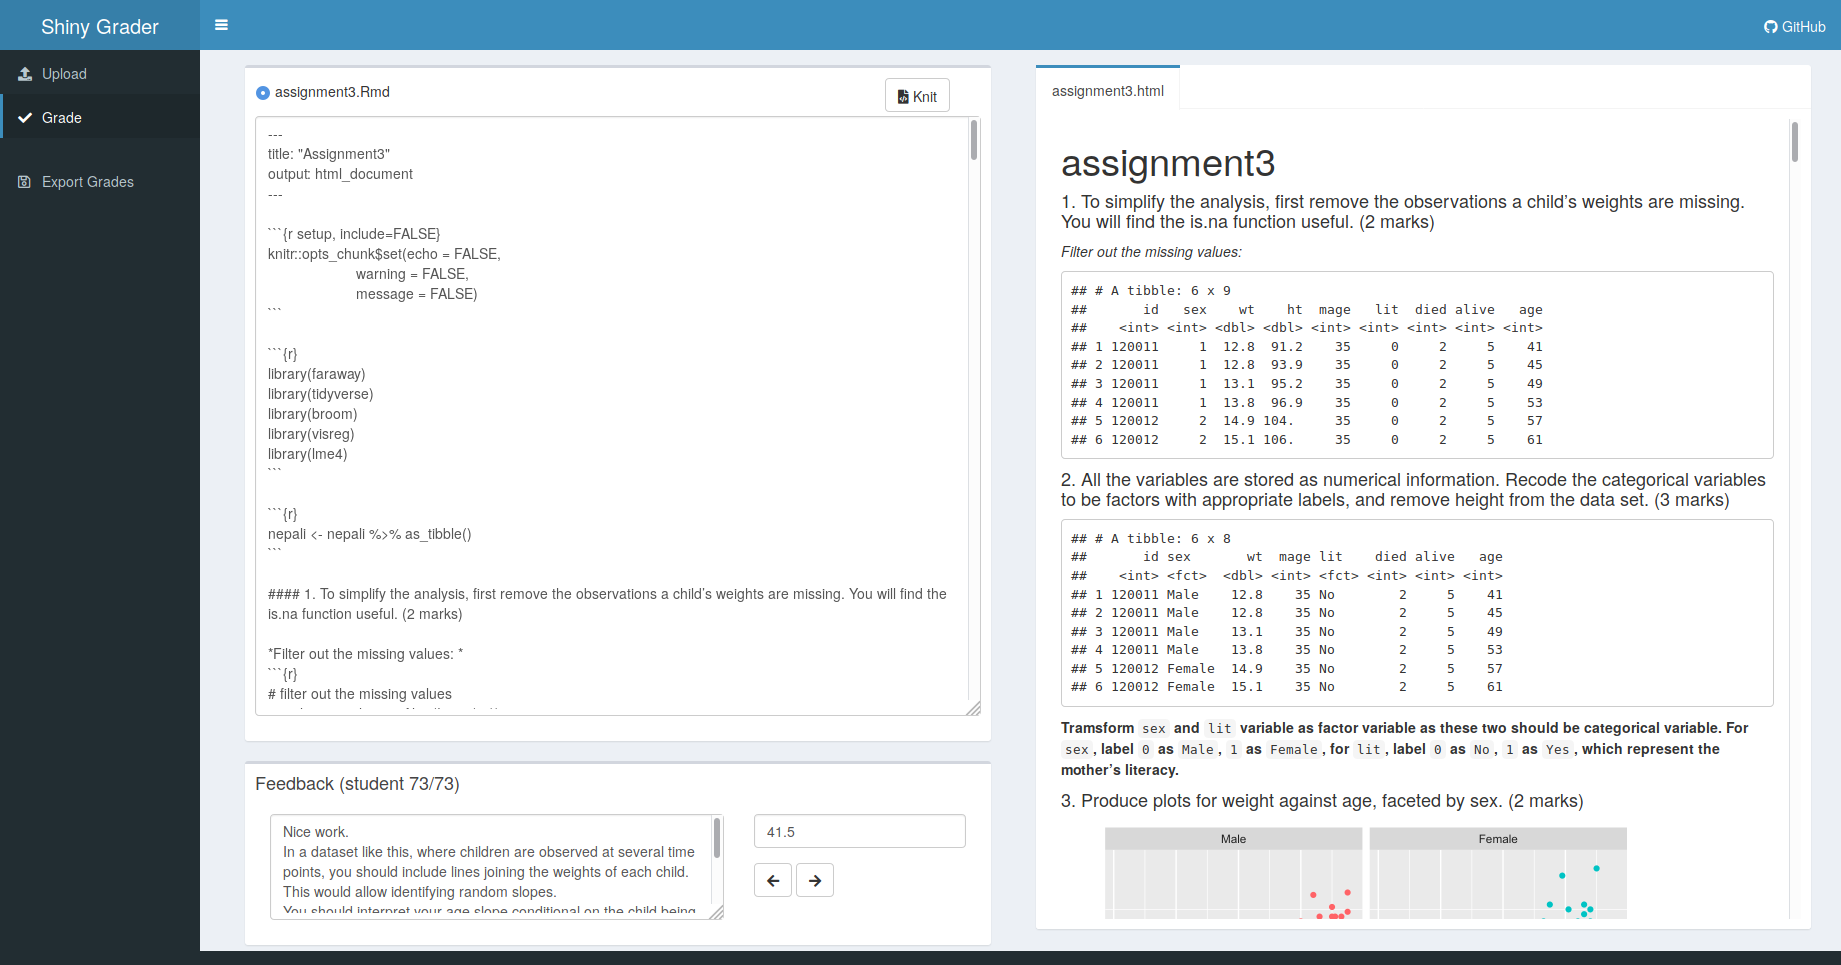 Shiny Grader
GitHub
Upload
Grade
Export Grades
assignment3.Rmd
Knit
---
title: "Assignment3"
output: html_document
---
```{r setup, include=FALSE}
knitr::opts_chunk$set(echo = FALSE,
warning = FALSE,
message = FALSE)
```
```{r}
library(faraway)
library(tidyverse)
library(broom)
library(visreg)
library(lme4)
```
```{r}
nepali <- nepali %>% as_tibble()
```
#### 1. To simplify the analysis, first remove the observations a child’s weights are missing. You will find the
is.na function useful. (2 marks)
*Filter out the missing values: *
```{r}
# filter out the missing values
Feedback (student 73/73)
Nice work.
In a dataset like this, where children are observed at several time
points, you should include lines joining the weights of each child.
This would allow identifying random slopes.
You should interpret your age slope conditional on the child being
41.5
assignment3.html
assignment3
1. To simplify the analysis, first remove the observations a child’s weights are missing.
You will find the is.na function useful. (2 marks)
Filter out the missing values:
## # A tibble: 6 x 9
##       id   sex    wt    ht  mage   lit  died alive   age
##    <int> <int> <dbl> <dbl> <int> <int> <int> <int> <int>
## 1 120011     1  12.8  91.2    35     0     2     5    41
## 2 120011     1  12.8  93.9    35     0     2     5    45
## 3 120011     1  13.1  95.2    35     0     2     5    49
## 4 120011     1  13.8  96.9    35     0     2     5    53
## 5 120012     2  14.9 104.     35     0     2     5    57
## 6 120012     2  15.1 106.     35     0     2     5    61
2. All the variables are stored as numerical information. Recode the categorical variables
to be factors with appropriate labels, and remove height from the data set. (3 marks)
## # A tibble: 6 x 8
##       id sex       wt  mage lit    died alive   age
##    <int> <fct>  <dbl> <int> <fct> <int> <int> <int>
## 1 120011 Male    12.8    35 No        2     5    41
## 2 120011 Male    12.8    35 No        2     5    45
## 3 120011 Male    13.1    35 No        2     5    49
## 4 120011 Male    13.8    35 No        2     5    53
## 5 120012 Female  14.9    35 No        2     5    57
## 6 120012 Female  15.1    35 No        2     5    61
Transform sex and lit variable as factor variable as these two should be categorical variable. For
sex, label 0 as Male, 1 as Female, for lit, label 0 as No, 1 as Yes, which represent the
mother’s literacy.
3. Produce plots for weight against age, faceted by sex. (2 marks)
Male
Female